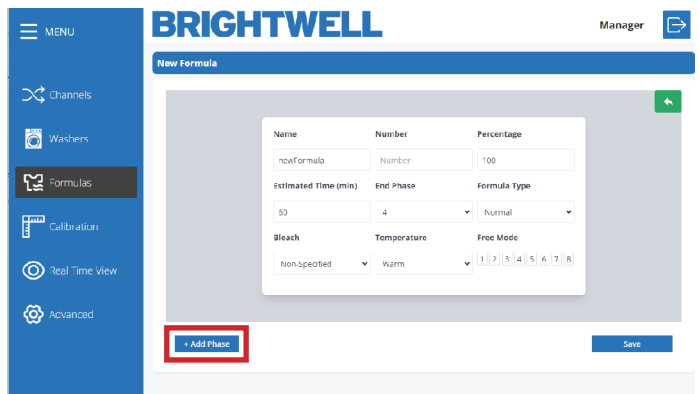 MENU
BRIGHTWELL
Manager
New Formula
Channels
Washers
Formulas
Calibration
Real Time View
Advanced
Name Number Percentage
newFormula Number 100
Estimated Time (min) End Phase Formula Type
60 4 Normal
Bleach Temperature Free Mode
Non-Specified Warm 1 2 3 4 5 6 7 8
+ Add Phase
Save